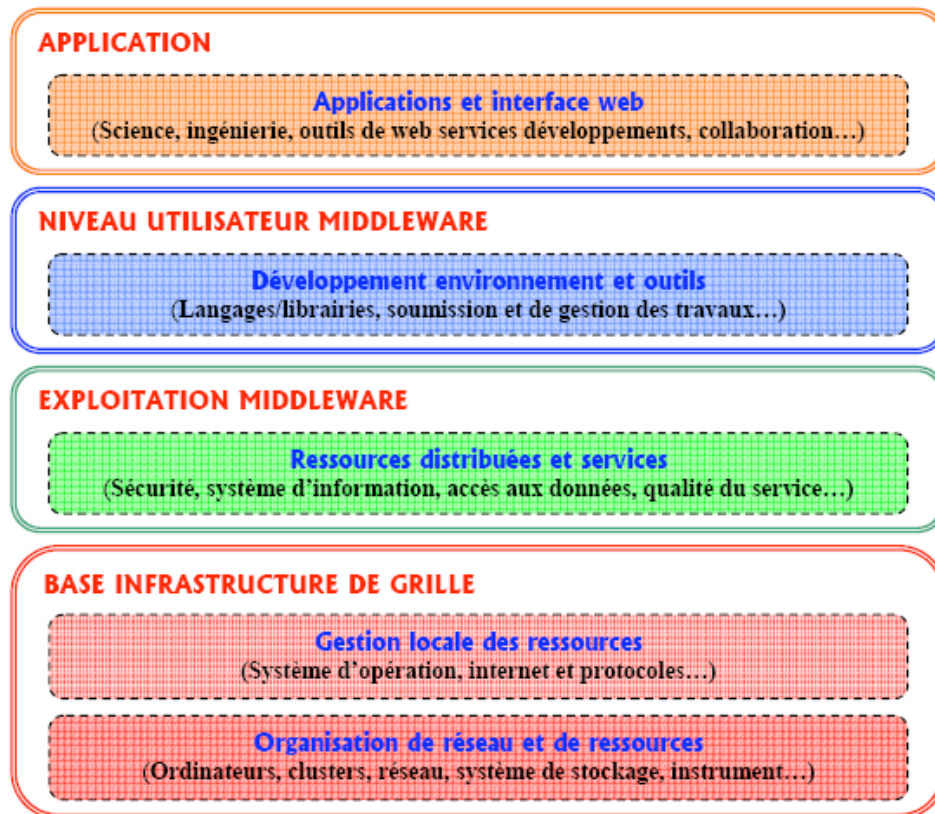 APPLICATION
Applications et interface web
(Science, ingénierie, outils de web services développements, collaboration…)
NIVEAU UTILISATEUR MIDDLEWARE
Développement environnement et outils
(Langages/librairies, soumission et de gestion des travaux…)
EXPLOITATION MIDDLEWARE
Ressources distribuées et services
(Sécurité, système d'information, accès aux données, qualité du service…)
BASE INFRASTRUCTURE DE GRILLE
Gestion locale des ressources
(Système d'opération, internet et protocoles…)
Organisation de réseau et de ressources
(Ordinateurs, clusters, réseau, système de stockage, instrument…)